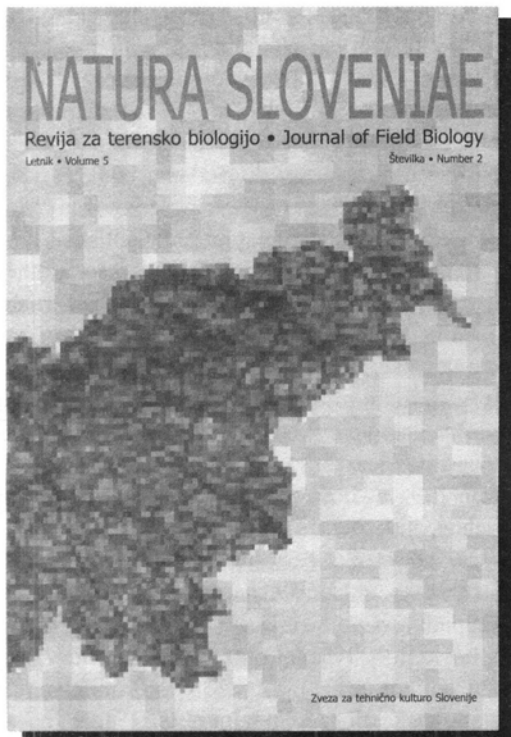 NATURA SLOVENIAE
Revija za terensko biologijo • Journal of Field Biology
Letnik • Volume 5
Številka • Number 2
Zveza za tehnično kulturo Slovenije